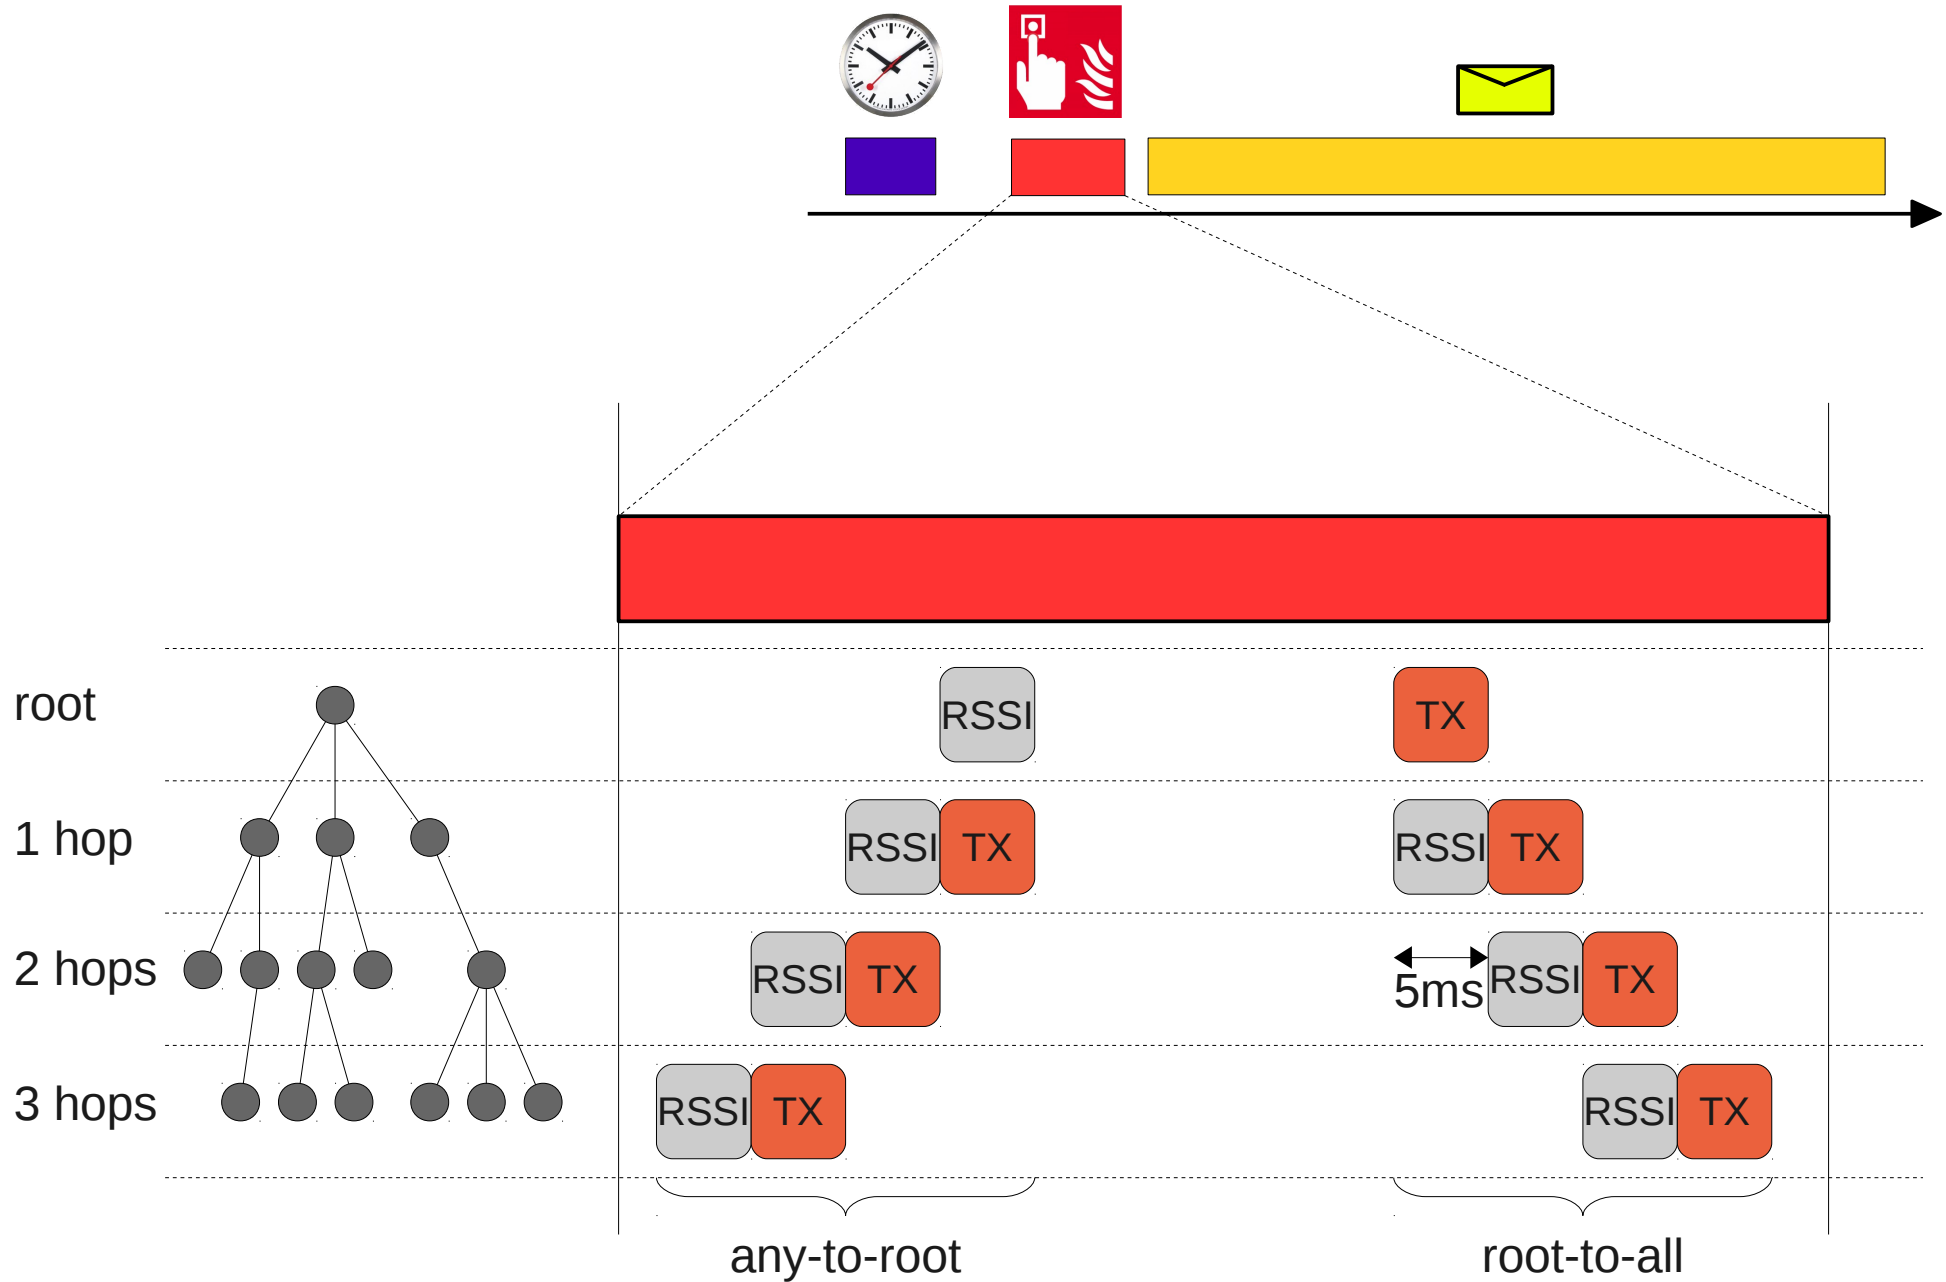 root
RSSI
TX
1 hop
RSSI
TX
RSSI
TX
2 hops
RSSI
TX
5ms
RSSI
TX
3 hops
RSSI
TX
RSSI
TX
any-to-root
root-to-all